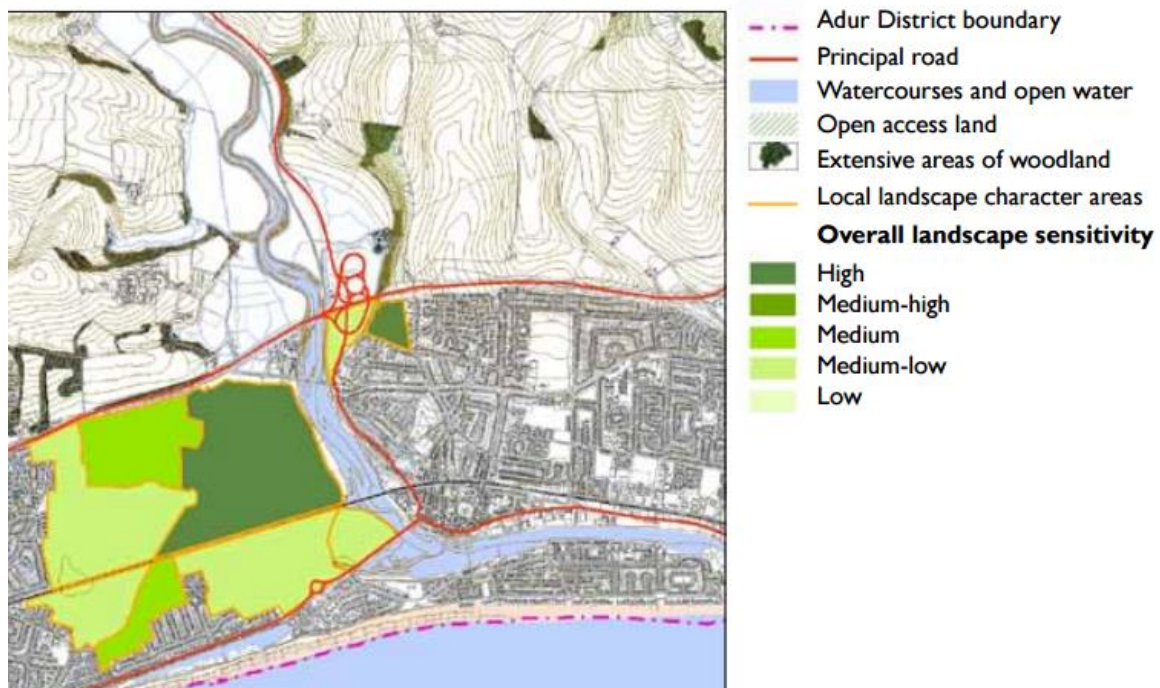 Adur District boundary
Principal road
Watercourses and open water
Open access land
Extensive areas of woodland
Local landscape character areas
Overall landscape sensitivity
High
Medium-high
Medium
Medium-low
Low